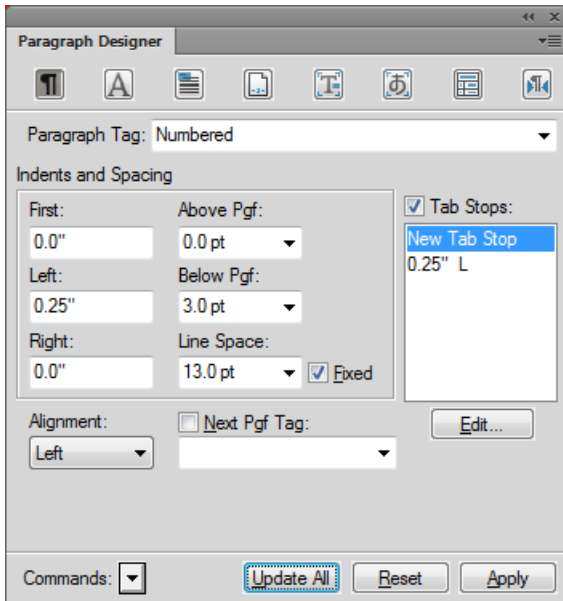 Paragraph Designer
Paragraph Tag: Numbered
Indents and Spacing
First: Above Pgf: Tab Stops:
0.0" 0.0 pt New Tab Stop
0.25" L
Left: Below Pgf:
0.25" 3.0 pt
Right: Line Space:
0.0" 13.0 pt Fixed
Alignment: Next Pgf Tag: Edit...
Left
Commands: Update All Reset Apply